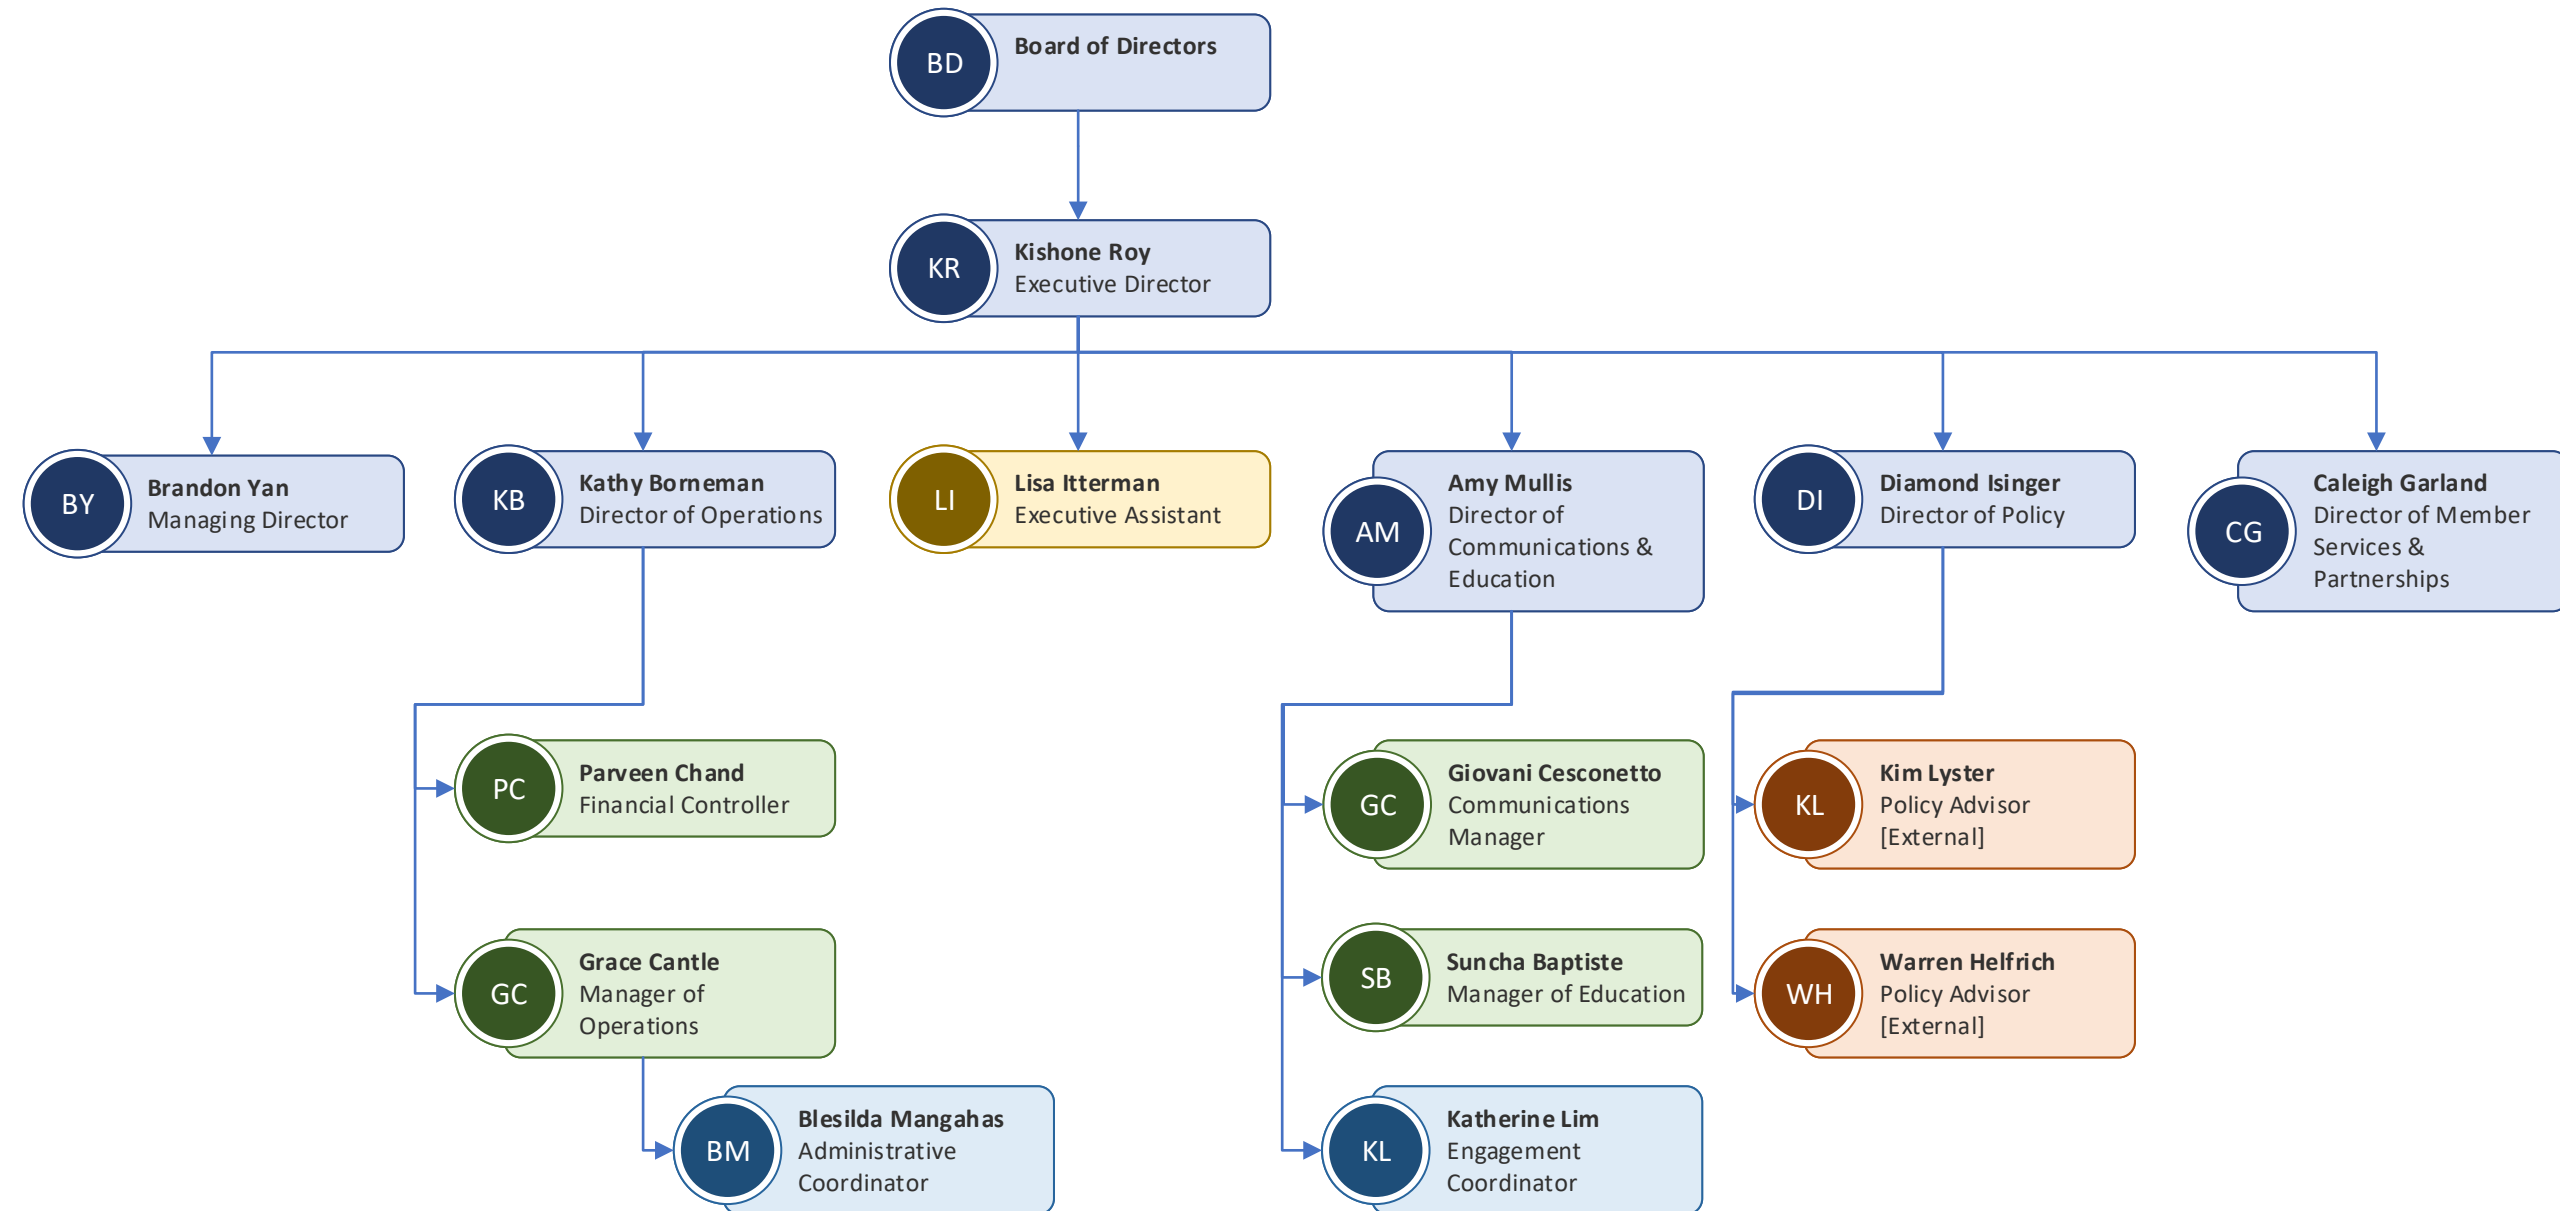 BD
Board of Directors
KR
Kishone Roy
Executive Director
BY
Brandon Yan
Managing Director
KB
Kathy Borneman
Director of Operations
LI
Lisa Itterman
Executive Assistant
AM
Amy Mullis
Director of
Communications &
Education
DI
Diamond Isinger
Director of Policy
CG
Caleigh Garland
Director of Member
Services &
Partnerships
PC
Parveen Chand
Financial Controller
GC
Giovani Cesconetto
Communications
Manager
KL
Kim Lyster
Policy Advisor
[External]
GC
Grace Cantle
Manager of
Operations
SB
Suncha Baptiste
Manager of Education
WH
Warren Helfrich
Policy Advisor
[External]
BM
Blesilda Mangahas
Administrative
Coordinator
KL
Katherine Lim
Engagement
Coordinator